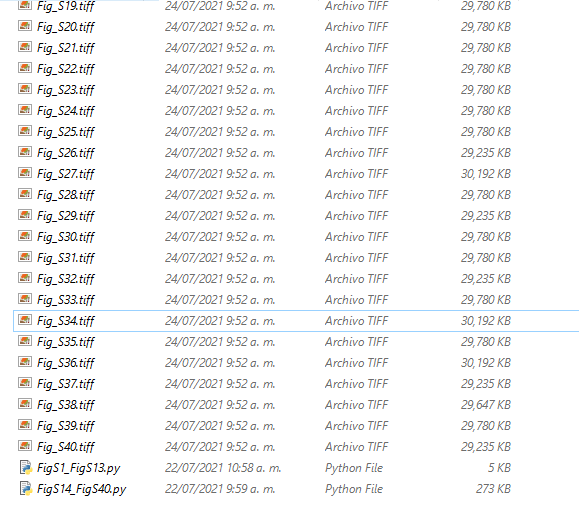 Fig_S19.tiff 24/07/2021 9:52 a. m. Archivo TIFF 29,780 KB
Fig_S20.tiff 24/07/2021 9:52 a. m. Archivo TIFF 29,780 KB
Fig_S21.tiff 24/07/2021 9:52 a. m. Archivo TIFF 29,780 KB
Fig_S22.tiff 24/07/2021 9:52 a. m. Archivo TIFF 29,780 KB
Fig_S23.tiff 24/07/2021 9:52 a. m. Archivo TIFF 29,780 KB
Fig_S24.tiff 24/07/2021 9:52 a. m. Archivo TIFF 29,780 KB
Fig_S25.tiff 24/07/2021 9:52 a. m. Archivo TIFF 29,780 KB
Fig_S26.tiff 24/07/2021 9:52 a. m. Archivo TIFF 29,235 KB
Fig_S27.tiff 24/07/2021 9:52 a. m. Archivo TIFF 30,192 KB
Fig_S28.tiff 24/07/2021 9:52 a. m. Archivo TIFF 29,780 KB
Fig_S29.tiff 24/07/2021 9:52 a. m. Archivo TIFF 29,235 KB
Fig_S30.tiff 24/07/2021 9:52 a. m. Archivo TIFF 29,780 KB
Fig_S31.tiff 24/07/2021 9:52 a. m. Archivo TIFF 29,780 KB
Fig_S32.tiff 24/07/2021 9:52 a. m. Archivo TIFF 29,235 KB
Fig_S33.tiff 24/07/2021 9:52 a. m. Archivo TIFF 29,780 KB
Fig_S34.tiff 24/07/2021 9:52 a. m. Archivo TIFF 30,192 KB
Fig_S35.tiff 24/07/2021 9:52 a. m. Archivo TIFF 29,780 KB
Fig_S36.tiff 24/07/2021 9:52 a. m. Archivo TIFF 30,192 KB
Fig_S37.tiff 24/07/2021 9:52 a. m. Archivo TIFF 29,235 KB
Fig_S38.tiff 24/07/2021 9:52 a. m. Archivo TIFF 29,647 KB
Fig_S39.tiff 24/07/2021 9:52 a. m. Archivo TIFF 29,780 KB
Fig_S40.tiff 24/07/2021 9:52 a. m. Archivo TIFF 29,235 KB
FigS1_FigS13.py 22/07/2021 10:58 a. m. Python File 5 KB
FigS14_FigS40.py 22/07/2021 9:59 a. m. Python File 273 KB